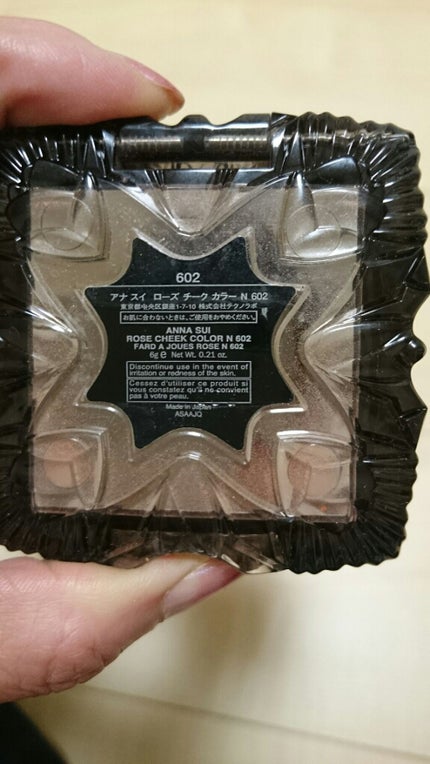 602
アナ スイ ローズ チーク カラー N 602
東京都中央区銀座1-7-10 株式会社テクノラボ
お肌に合わないときは、ご使用をおやめください。
ANNA SUI
ROSE CHEEK COLOR N 602
FARD A JOUES ROSE N 602
6g e Net Wt. 0.21 oz.
Discontinue use in the event of
irritation or redness of the skin.
Cessez d'utiliser ce produit si
vous constatez qu'il ne convient
pas à votre peau.
Made in Japan
ASAAJQ